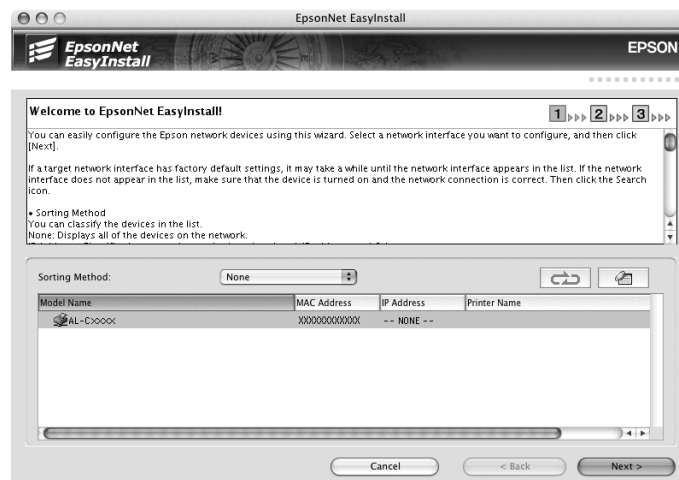 EpsonNet EasyInstall
EpsonNet
EasyInstall
EPSON
Welcome to EpsonNet EasyInstall!
1 2 3
You can easily configure the Epson network devices using this wizard. Select a network interface you want to configure, and then click
[Next].
If a target network interface has factory default settings, it may take a while until the network interface appears in the list. If the network
interface does not appear in the list, make sure that the device is turned on and the network connection is correct. Then click the Search
icon.
• Sorting Method
You can classify the devices in the list.
None: Displays all of the devices on the network.
Sorting Method: None
Model Name MAC Address IP Address Printer Name
AL-CXXXX XXXXXXXXXXXX -- NONE --
Cancel < Back Next >